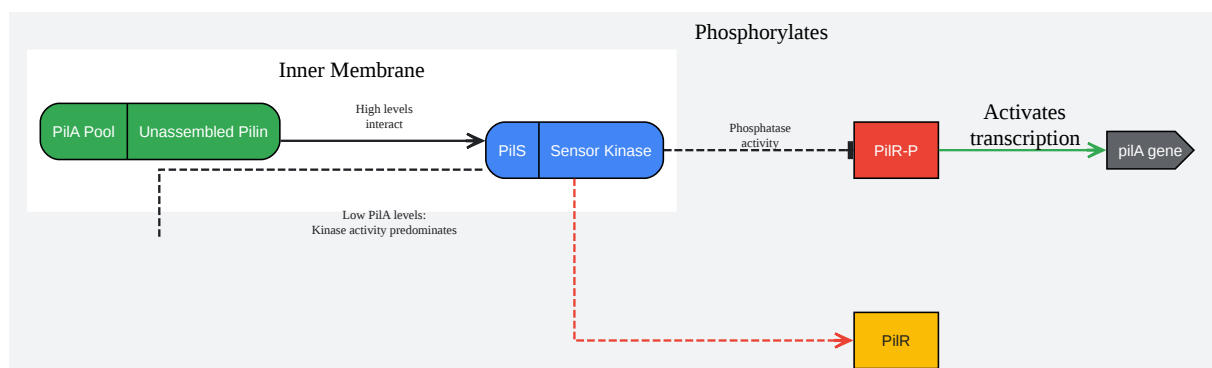 Phosphorylates
Inner Membrane
PilA Pool
Unassembled Pilin
High levels
interact
PilS
Sensor Kinase
Phosphatase
activity
PilR-P
Activates
transcription
pilA gene
Low PilA levels:
Kinase activity predominates
PilR